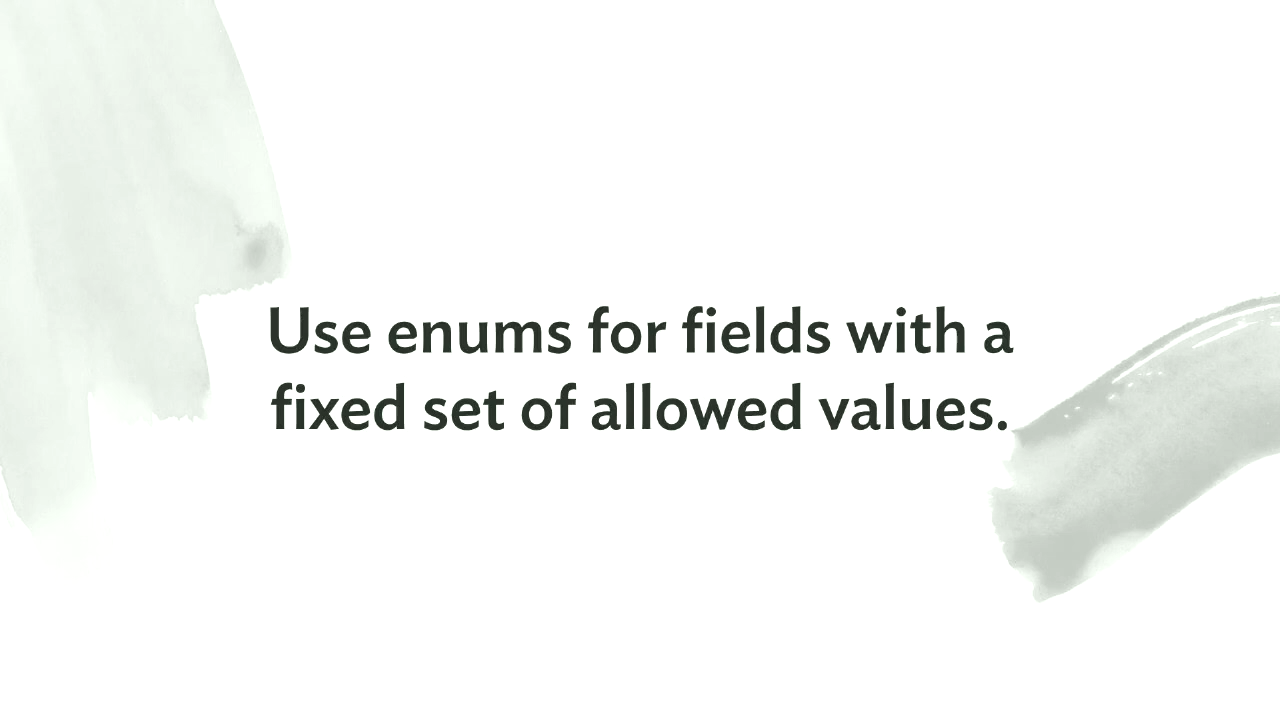 Use enums for fields with a
fixed set of allowed values.